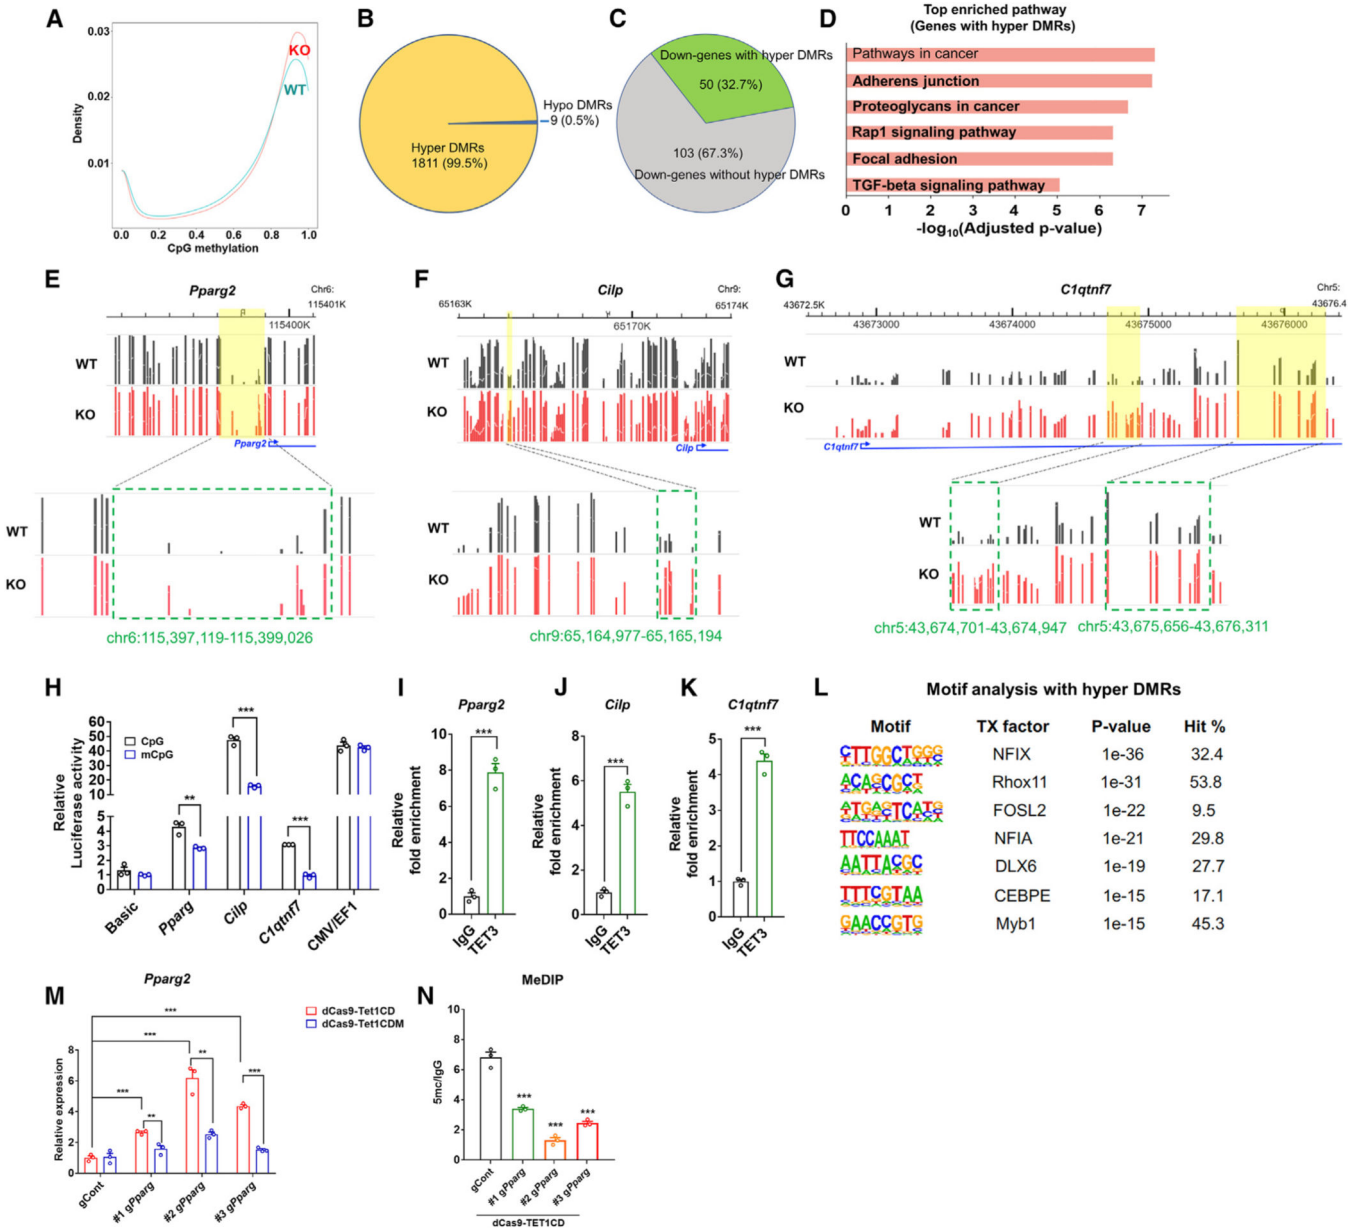 A
0.03
0.02
0.01
Density
KO
WT
0.0 0.2 0.4 0.6 0.8 1.0
CpG methylation
B
Hypo DMRs
9 (0.5%)
Hyper DMRs
1811 (99.5%)
C
Down-genes with hyper DMRs
50 (32.7%)
103 (67.3%)
Down-genes without hyper DMRs
D
Top enriched pathway
(Genes with hyper DMRs)
Pathways in cancer
Adherens junction
Proteoglycans in cancer
Rap1 signaling pathway
Focal adhesion
TGF-beta signaling pathway
0 1 2 3 4 5 6 7
-log10(Adjusted p-value)
E
Pparg2
Chr6:
115401K
115400K
WT
KO
Pparg2
WT
KO
chr6:115,397,119-115,399,026
F
Cilp
Chr9:
65163K
65174K
65170K
WT
KO
Cilp
WT
KO
chr9:65,164,977-65,165,194
G
C1qtnf7
Chr5:
43672.5K
43676.4
43673000 43674000 43675000 43676000
WT
KO
C1qtnf7
WT
KO
chr5:43,674,701-43,674,947
chr5:43,675,656-43,676,311
H
CpG
mCpG
60
50
40
30
20
10
5
4
3
2
1
0
Relative
Luciferase activity
***
**
***
Basic
Pparg
Cilp
C1qtnf7
CMV/EF1
I
Pparg2
***
10
8
6
4
2
0
Relative
fold enrichment
IgG
TET3
J
Cilp
***
8
6
4
2
0
Relative
fold enrichment
IgG
TET3
K
C1qtnf7
***
5
4
3
2
1
0
Relative
fold enrichment
IgG
TET3
L
Motif analysis with hyper DMRs
Motif TX factor P-value Hit %
CTTGGCTGGG NFIX 1e-36 32.4
ACAGCGCT Rhox11 1e-31 53.8
ATGAGTCATG FOSL2 1e-22 9.5
TTCCAAAT NFIA 1e-21 29.8
AATTACGC DLX6 1e-19 27.7
TTTCGTAA CEBPE 1e-15 17.1
GAACCGTG Myb1 1e-15 45.3
M
Pparg2
dCas9-Tet1CD
dCas9-Tet1CDM
***
***
***
**
**
***
8
6
4
2
0
Relative expression
gCont
#1 gPparg
#2 gPparg
#3 gPparg
N
MeDIP
10
8
6
4
2
0
5mc/IgG
***
***
***
gCont
#1 gPparg
#2 gPparg
#3 gPparg
dCas9-TET1CD